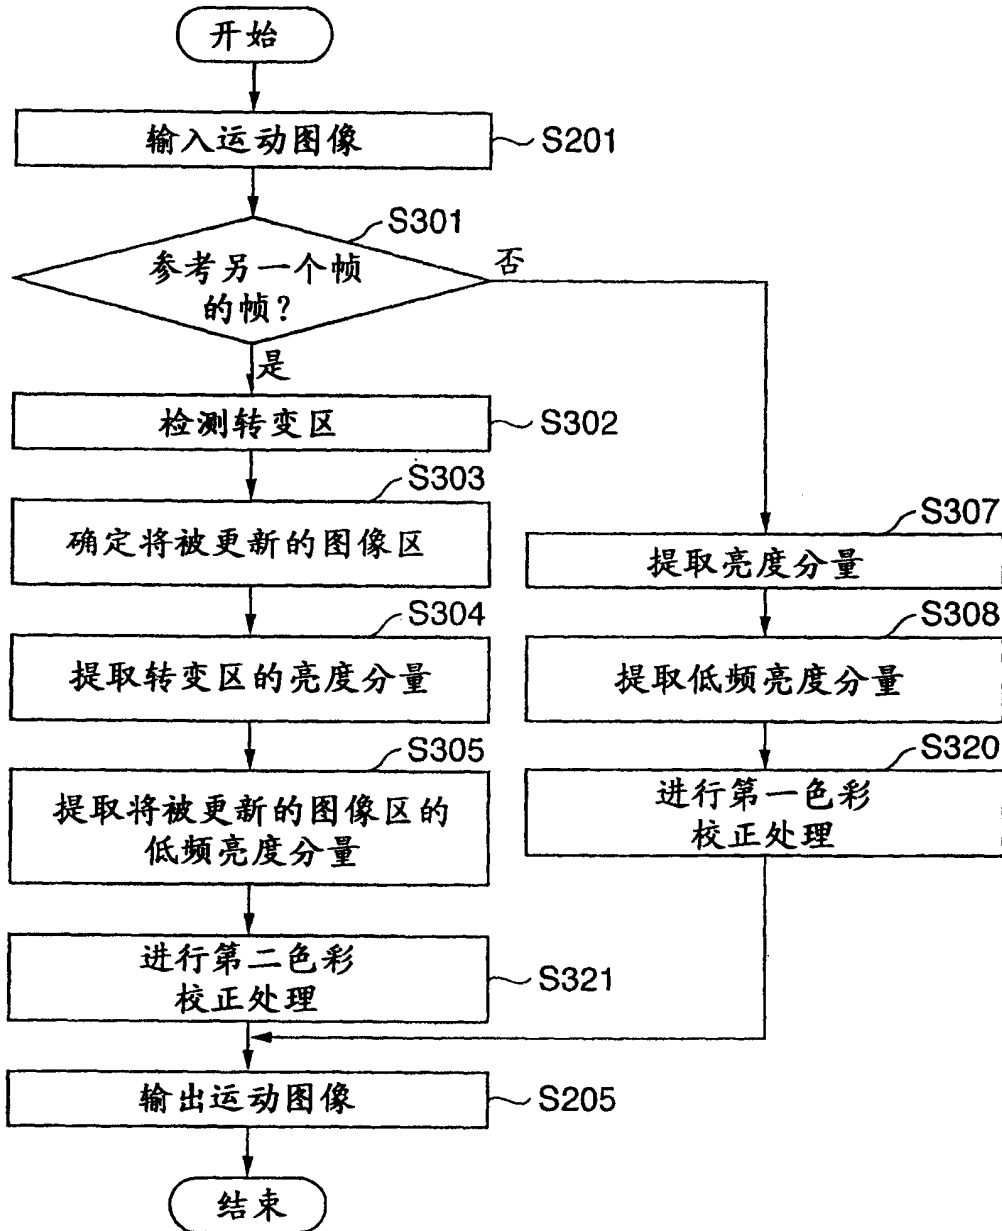 开始
输入运动图像
S201
S301
参考另一个帧
的帧?
否
是
检测转变区
S302
S303
确定将被更新的图像区
S304
提取转变区的亮度分量
S305
提取将被更新的图像区的
低频亮度分量
进行第二色彩
校正处理
S321
S307
提取亮度分量
S308
提取低频亮度分量
S320
进行第一色彩
校正处理
输出运动图像
S205
结束